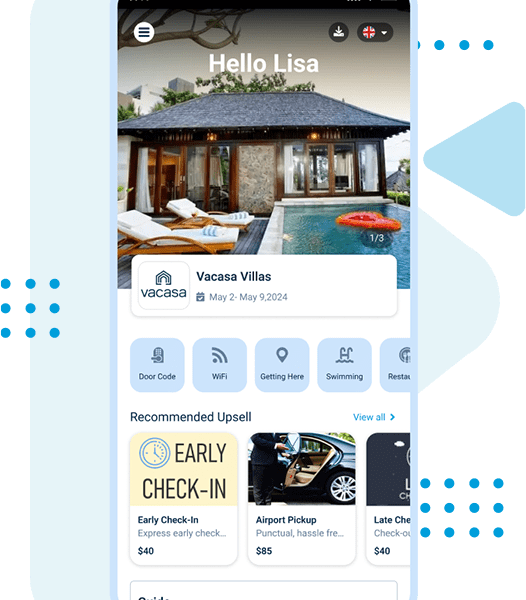 Hello Lisa
1/3
vacasa
Vacasa Villas
May 2- May 9,2024
Door Code
WiFi
Getting Here
Swimming
Restau
Recommended Upsell
View all
EARLY
CHECK-IN
Early Check-In
Express early check...
$40
Airport Pickup
Punctual, hassle fre...
$85
Late Che
Check-ou
$40